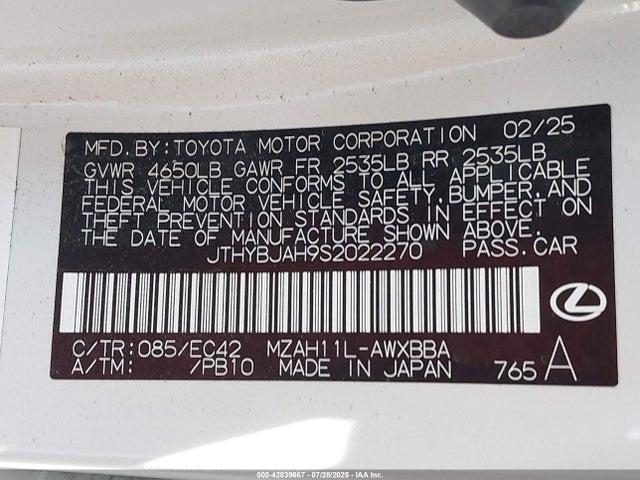 MFD.BY:TOYOTA MOTOR CORPORATION 02/25
GVWR 4650LB GAWR FR 2535LB RR 2535LB
THIS VEHICLE CONFORMS TO ALL APPLICABLE
FEDERAL MOTOR VEHICLE SAFETY,BUMPER,AND
THEFT PREVENTION STANDARDS IN EFFECT ON
THE DATE OF MANUFACTURE SHOWN ABOVE.
JTHYBJAH9S2022270 PASS.CAR
C/TR:085/EC42 MZAH11L-AWXBBA
A/TM: /PB10 MADE IN JAPAN 765 A
000-42839667 - 07/28/2025 - IAA Inc.